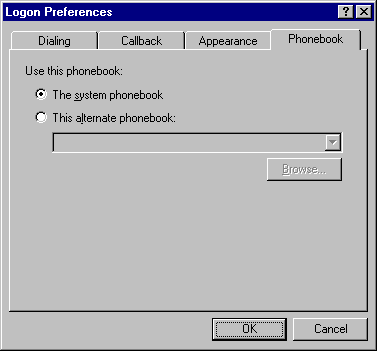 Logon Preferences
Dialing Callback Appearance Phonebook
Use this phonebook:
The system phonebook
This alternate phonebook:
Browse...
OK Cancel